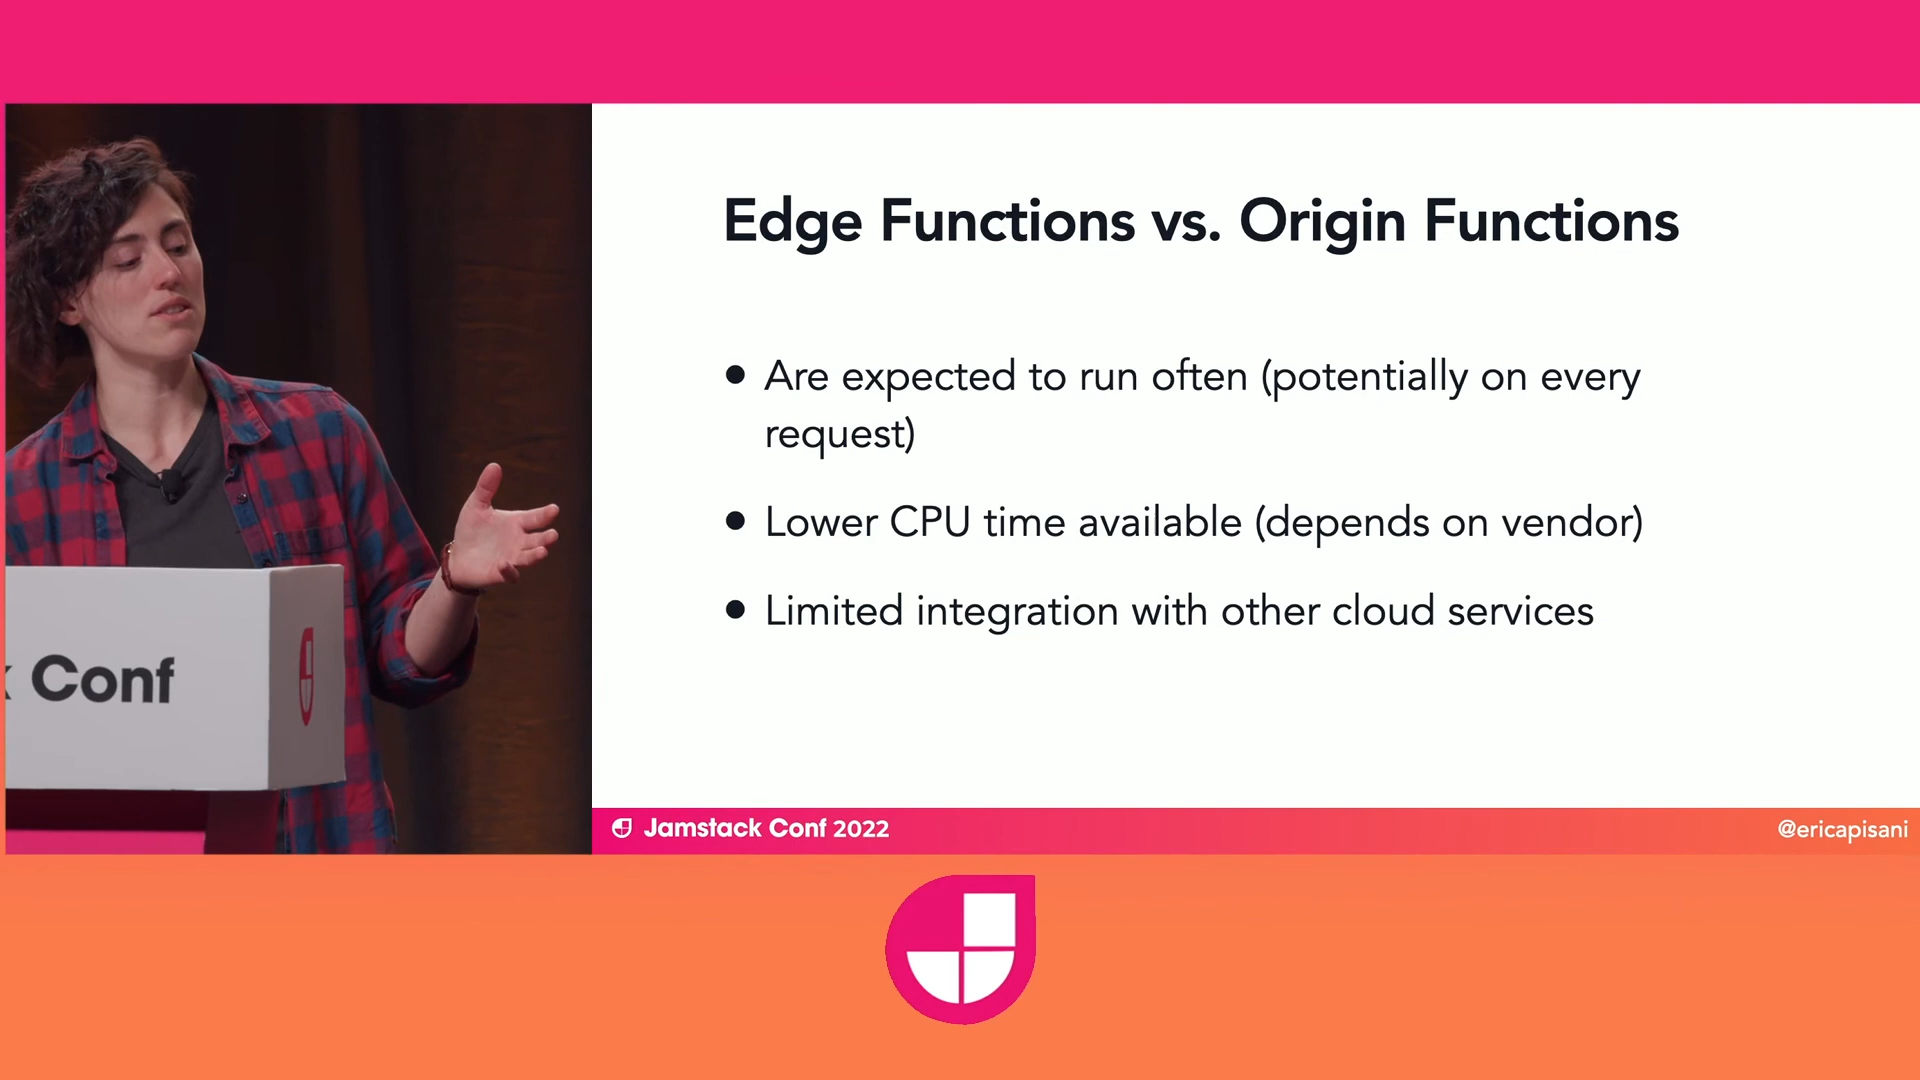 Edge Functions vs. Origin Functions
• Are expected to run often (potentially on every
request)
• Lower CPU time available (depends on vendor)
• Limited integration with other cloud services
Conf
Jamstack Conf 2022
@ericapisani